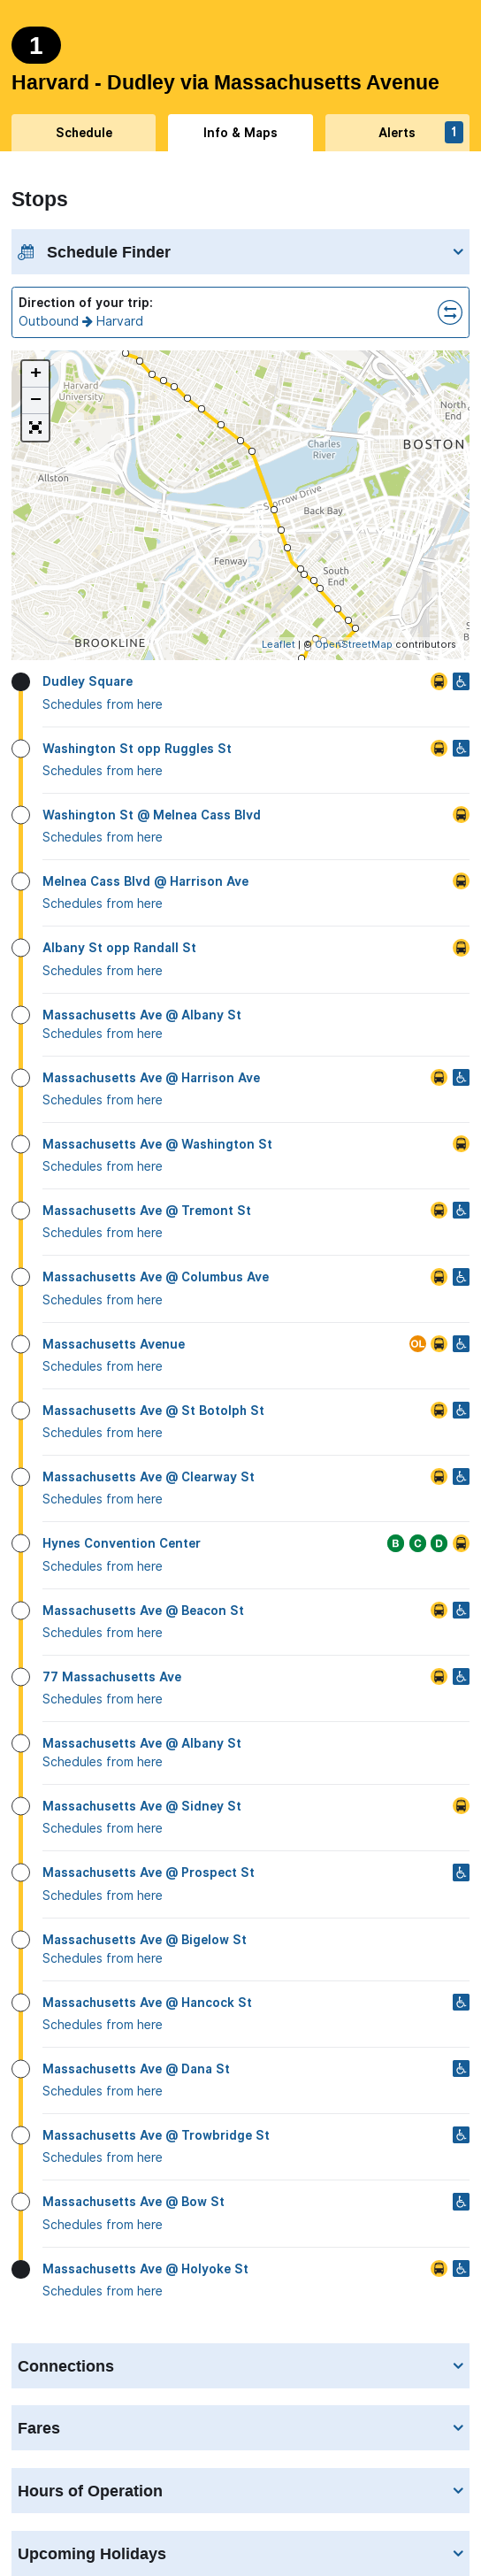 1
Harvard - Dudley via Massachusetts Avenue
Schedule
Info & Maps
Alerts 1
Stops
Schedule Finder
Direction of your trip:
Outbound → Harvard
+
−
Harvard
University
North
End
BOSTON
Charles
River
Allston
Storrow Drive
Back Bay
Fenway
South
End
BROOKLINE
Leaflet | © OpenStreetMap contributors
Dudley Square
Schedules from here
Washington St opp Ruggles St
Schedules from here
Washington St @ Melnea Cass Blvd
Schedules from here
Melnea Cass Blvd @ Harrison Ave
Schedules from here
Albany St opp Randall St
Schedules from here
Massachusetts Ave @ Albany St
Schedules from here
Massachusetts Ave @ Harrison Ave
Schedules from here
Massachusetts Ave @ Washington St
Schedules from here
Massachusetts Ave @ Tremont St
Schedules from here
Massachusetts Ave @ Columbus Ave
Schedules from here
Massachusetts Avenue OL
Schedules from here
Massachusetts Ave @ St Botolph St
Schedules from here
Massachusetts Ave @ Clearway St
Schedules from here
Hynes Convention Center B C D
Schedules from here
Massachusetts Ave @ Beacon St
Schedules from here
77 Massachusetts Ave
Schedules from here
Massachusetts Ave @ Albany St
Schedules from here
Massachusetts Ave @ Sidney St
Schedules from here
Massachusetts Ave @ Prospect St
Schedules from here
Massachusetts Ave @ Bigelow St
Schedules from here
Massachusetts Ave @ Hancock St
Schedules from here
Massachusetts Ave @ Dana St
Schedules from here
Massachusetts Ave @ Trowbridge St
Schedules from here
Massachusetts Ave @ Bow St
Schedules from here
Massachusetts Ave @ Holyoke St
Schedules from here
Connections
Fares
Hours of Operation
Upcoming Holidays